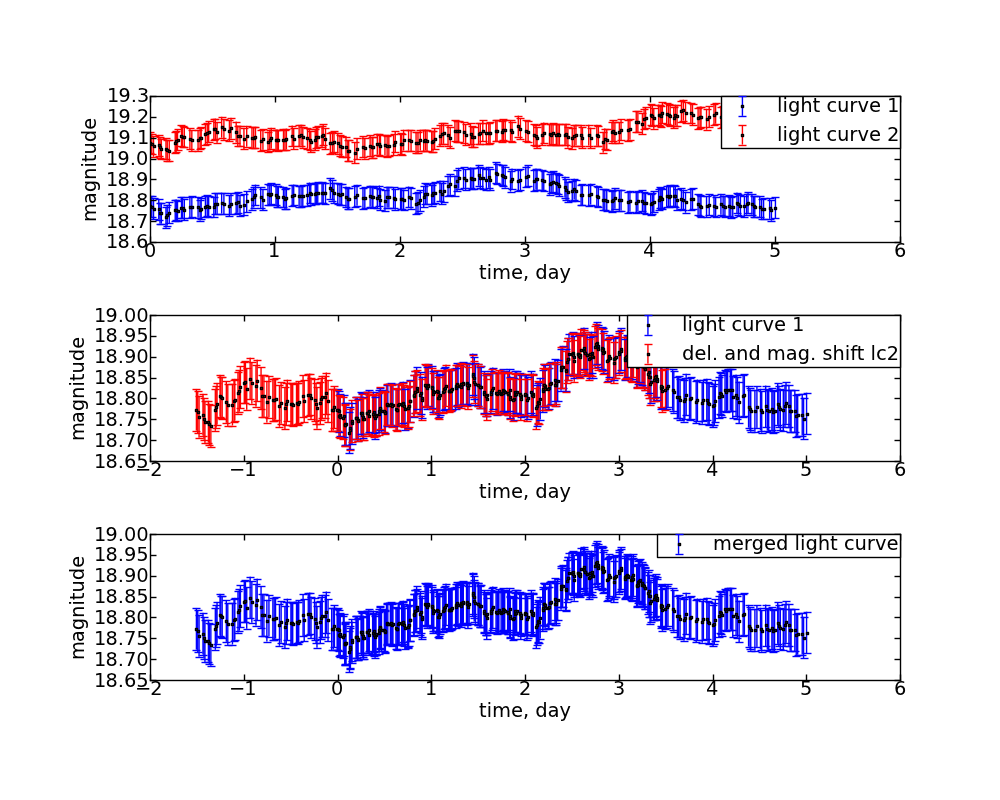 19.3
19.2
19.1
19.0
18.9
18.8
18.7
18.6
magnitude
light curve 1
light curve 2
0 1 2 3 4 5 6
time, day
19.00
18.95
18.90
18.85
18.80
18.75
18.70
18.65
magnitude
light curve 1
del. and mag. shift lc2
−2 −1 0 1 2 3 4 5 6
time, day
19.00
18.95
18.90
18.85
18.80
18.75
18.70
18.65
magnitude
merged light curve
−2 −1 0 1 2 3 4 5 6
time, day